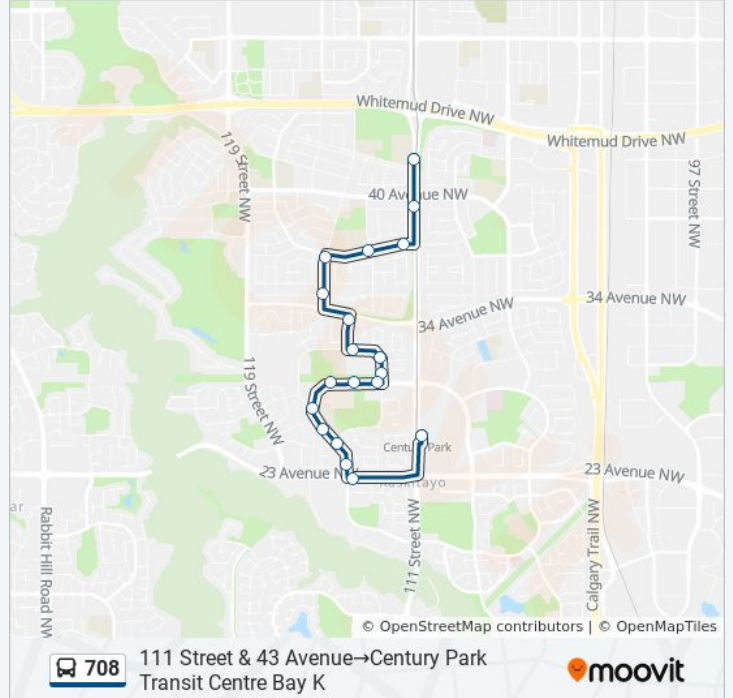 Whitemud Drive NW
Whitemud Drive NW
119 Street NW
97 Street NW
40 Avenue NW
34 Avenue NW
34 Avenue NW
119 Street NW
Century Park
23 Avenue NW
23 Avenue NW
Kaskitayo
ar
Rabbit Hill Road NW
111 Street NW
Calgary Trail NW
© OpenStreetMap contributors | © OpenMapTiles
708
111 Street & 43 Avenue→Century Park
Transit Centre Bay K
moovit